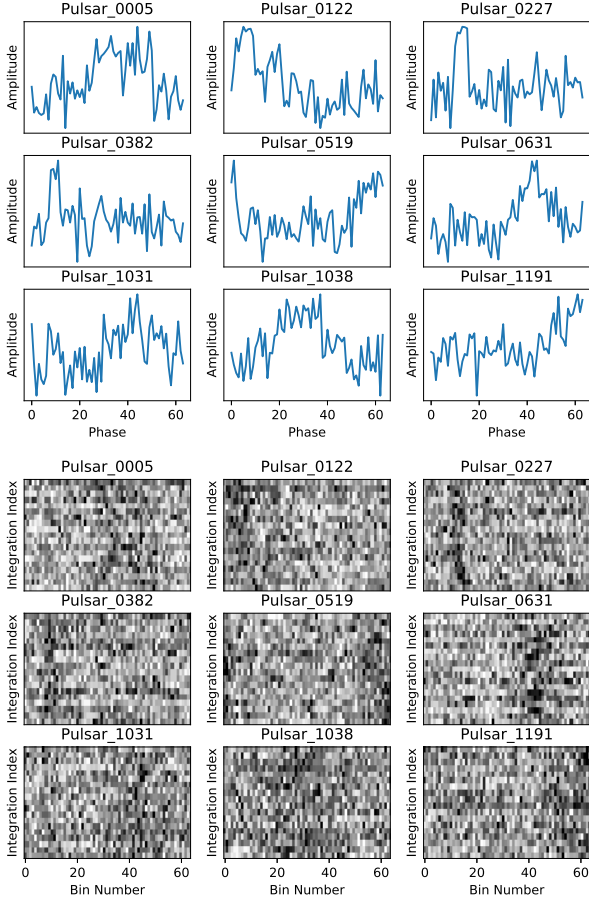 Pulsar_0005 Pulsar_0122 Pulsar_0227
Amplitude Amplitude Amplitude
Pulsar_0382 Pulsar_0519 Pulsar_0631
Amplitude Amplitude Amplitude
Pulsar_1031 Pulsar_1038 Pulsar_1191
Amplitude Amplitude Amplitude
0 20 40 60 0 20 40 60 0 20 40 60
Phase Phase Phase
Pulsar_0005 Pulsar_0122 Pulsar_0227
Integration Index Integration Index Integration Index
Pulsar_0382 Pulsar_0519 Pulsar_0631
Integration Index Integration Index Integration Index
Pulsar_1031 Pulsar_1038 Pulsar_1191
Integration Index Integration Index Integration Index
0 20 40 60 0 20 40 60 0 20 40 60
Bin Number Bin Number Bin Number